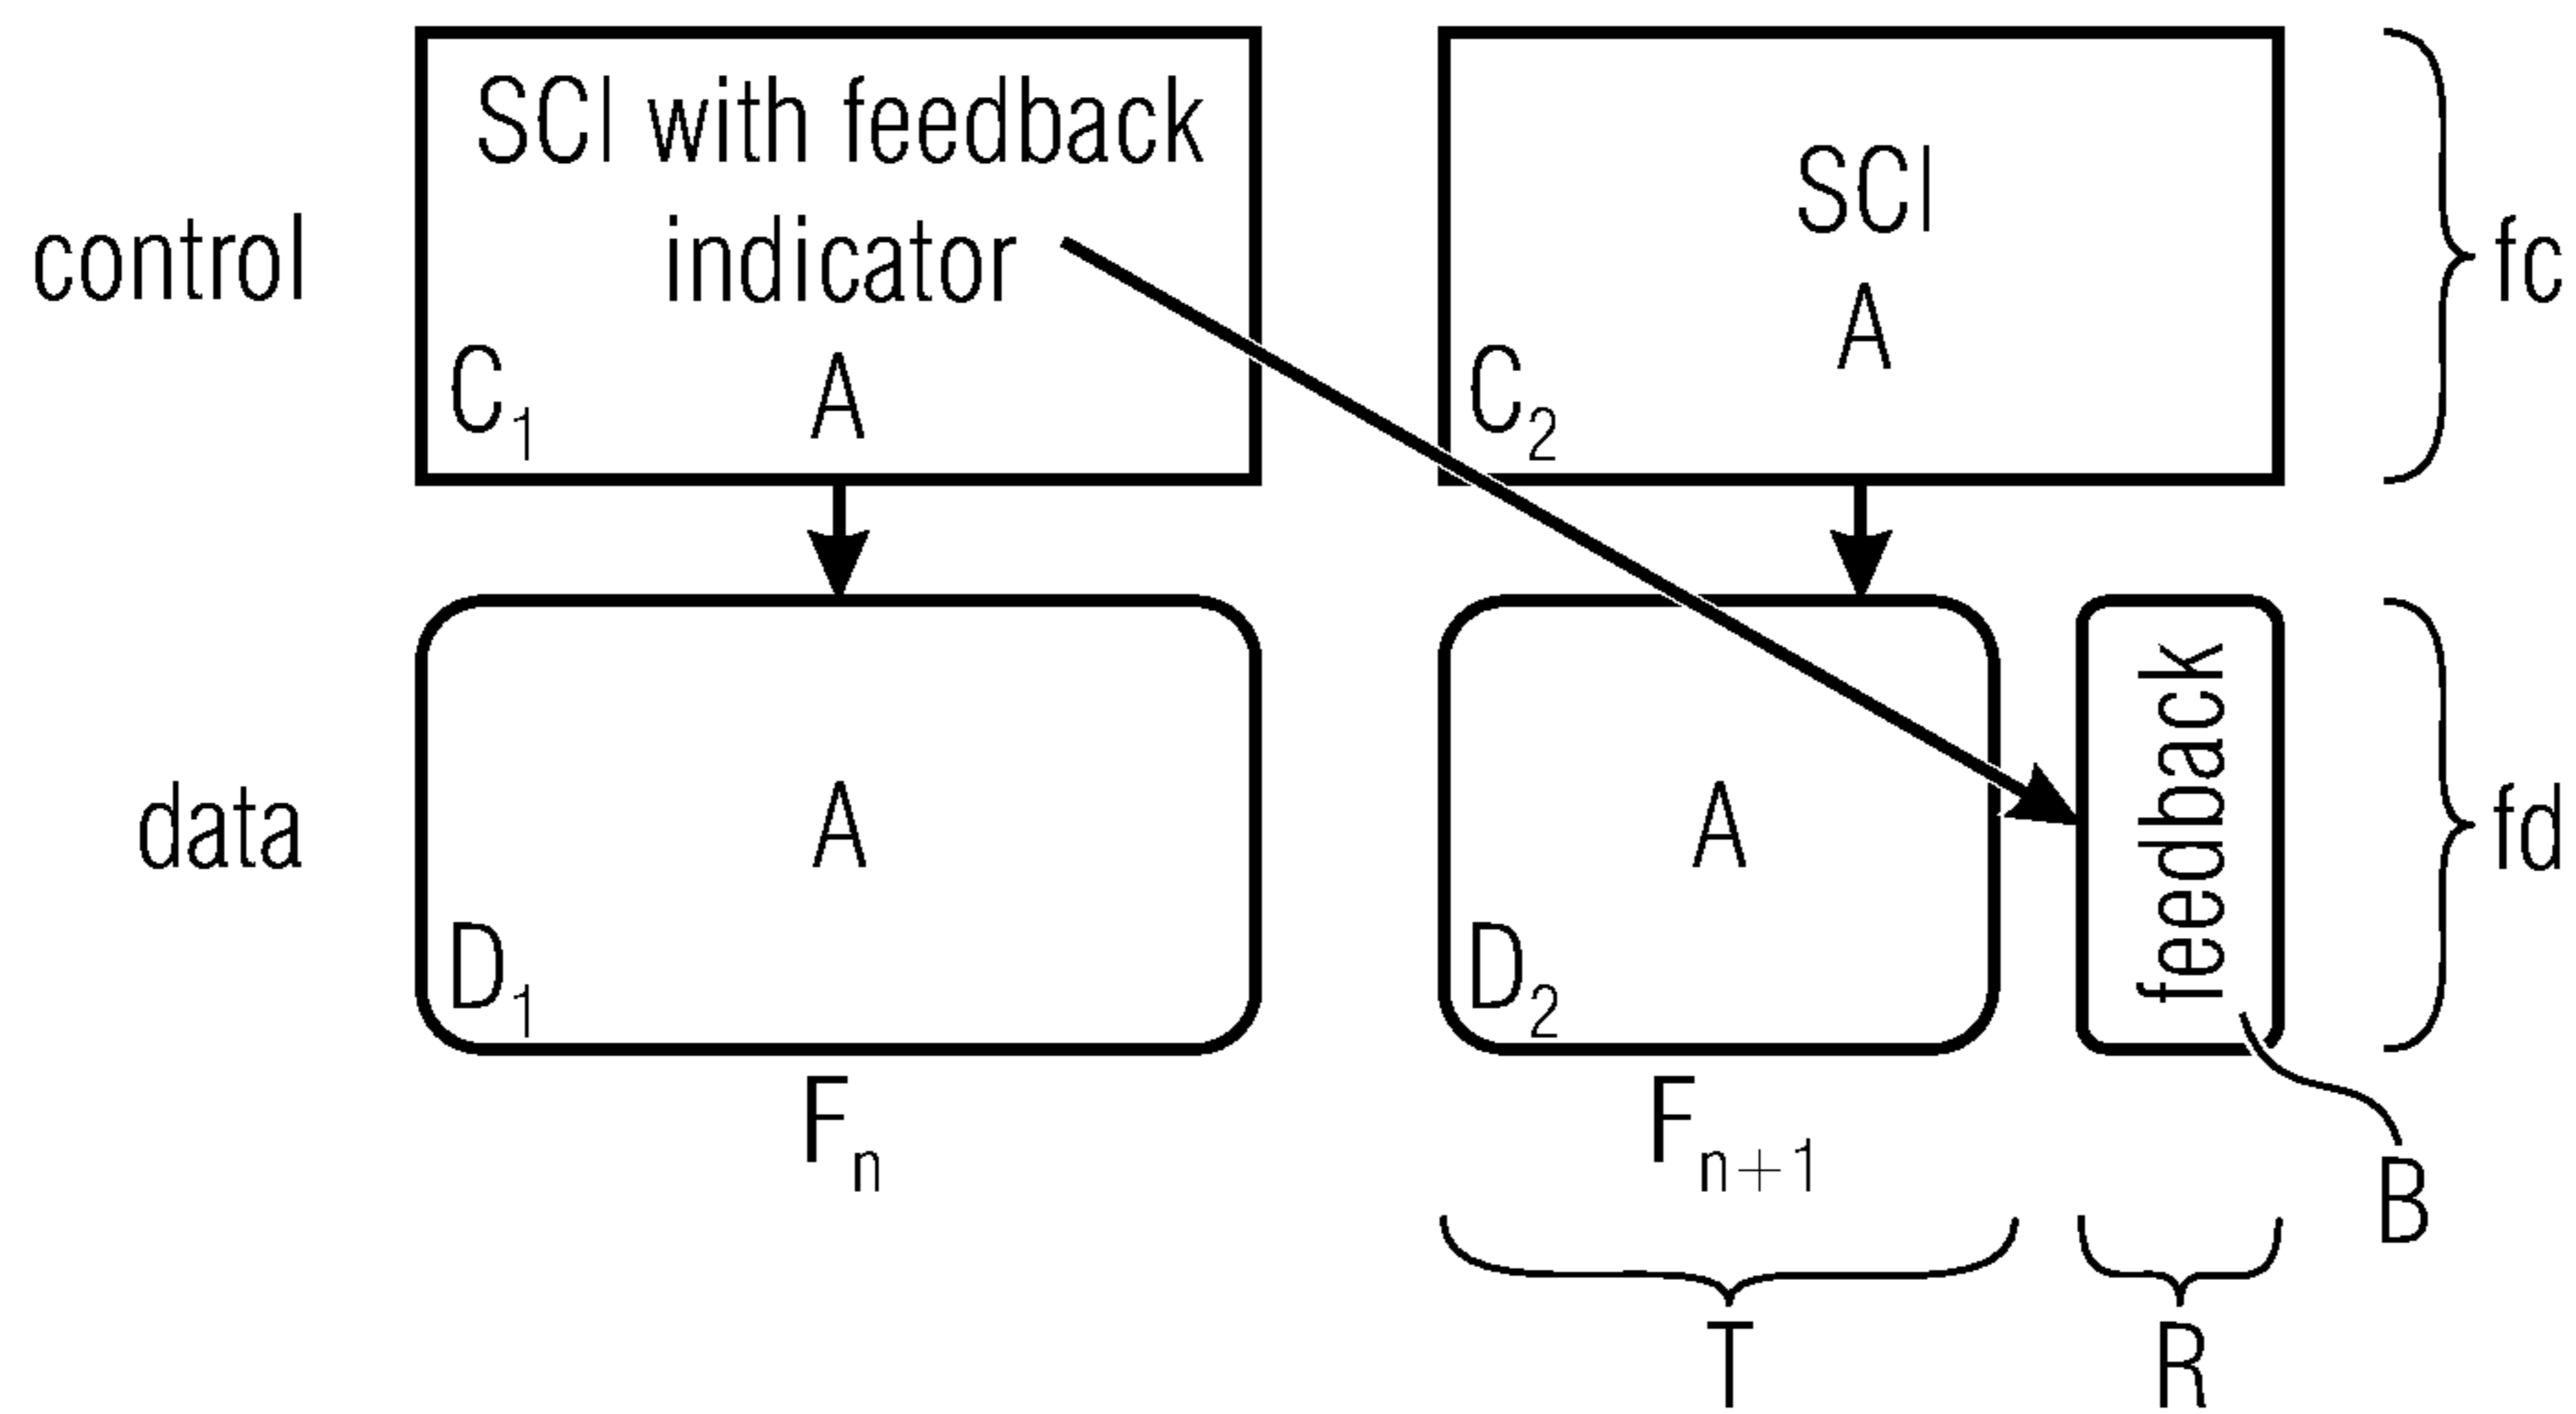 SCI with feedback
indicator
C1 A
SCI
A
C2
control
fc
A
D1
A
D2
feedback
data
fd
Fn
Fn+1
B
T
R